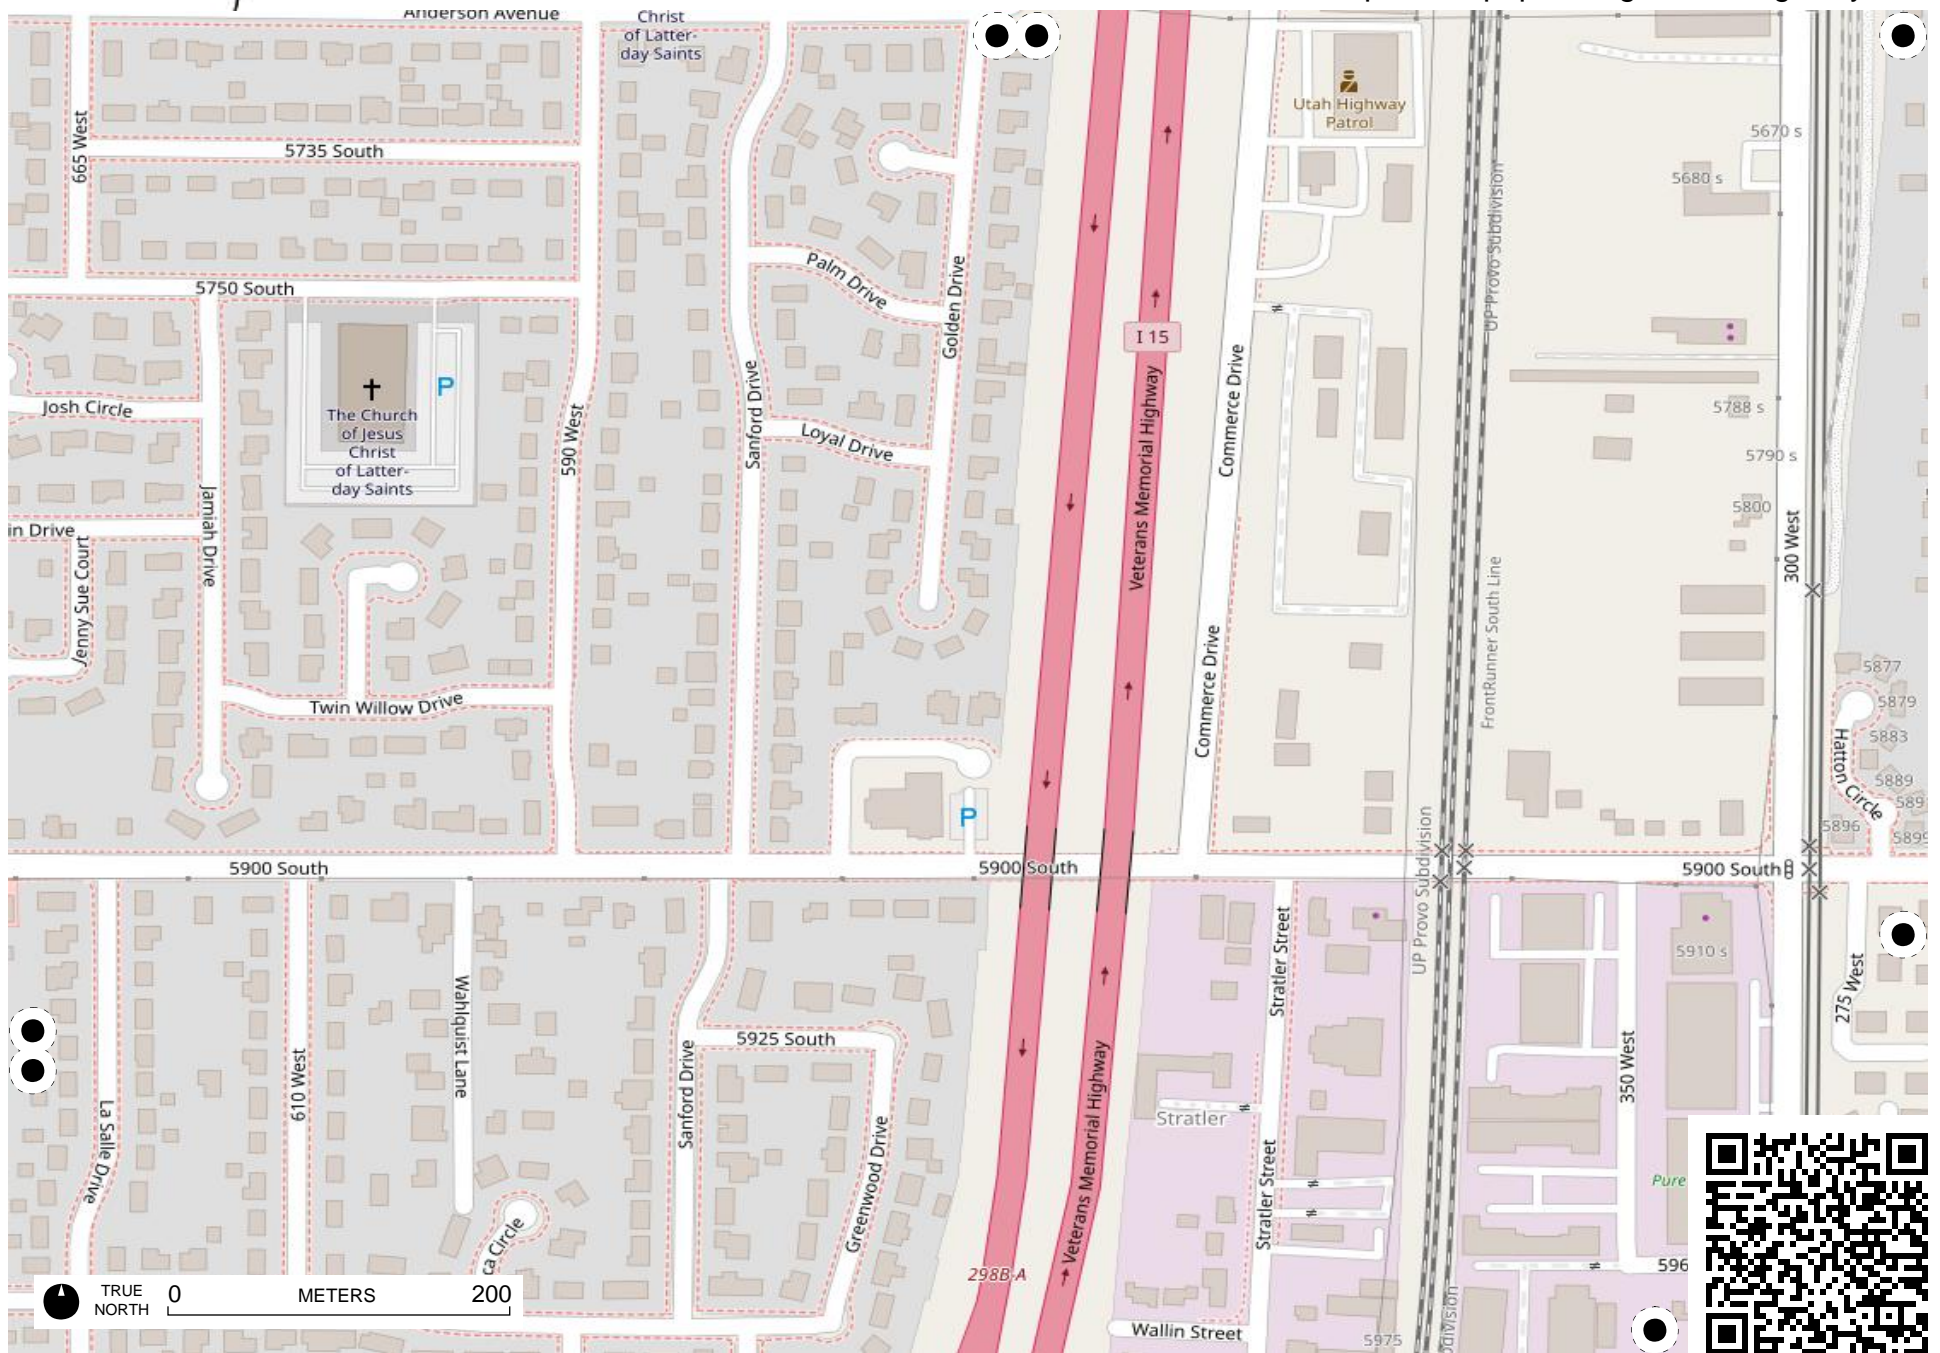 Anderson Avenue
Christ
of Latter-
day Saints
Utah Highway
Patrol
665 West
5735 South
5670 s
5680 s
UP Provo Subdivision
Palm Drive
Golden Drive
5750 South
I 15
Josh Circle
The Church
of Jesus
Christ
of Latter-
day Saints
P
590 West
Sanford Drive
Loyal Drive
Veterans Memorial Highway
Commerce Drive
5788 s
5790 s
5800
300 West
in Drive
Jenny Sue Court
Jamiah Drive
FrontRunner South Line
Commerce Drive
Twin Willow Drive
5877
5879
5883
5889
589
5896
5899
Hatton Circle
P
5900 South
5900 South
5900 South
UP Provo Subdivision
5910 s
275 West
Wahlquist Lane
Stratler Street
5925 South
Sanford Drive
610 West
La Salle Drive
Greenwood Drive
Veterans Memorial Highway
Stratler
Stratler Street
350 West
Pure
ca Circle
298B-A
596
Wallin Street
5975
division
TRUE
NORTH
0 METERS 200